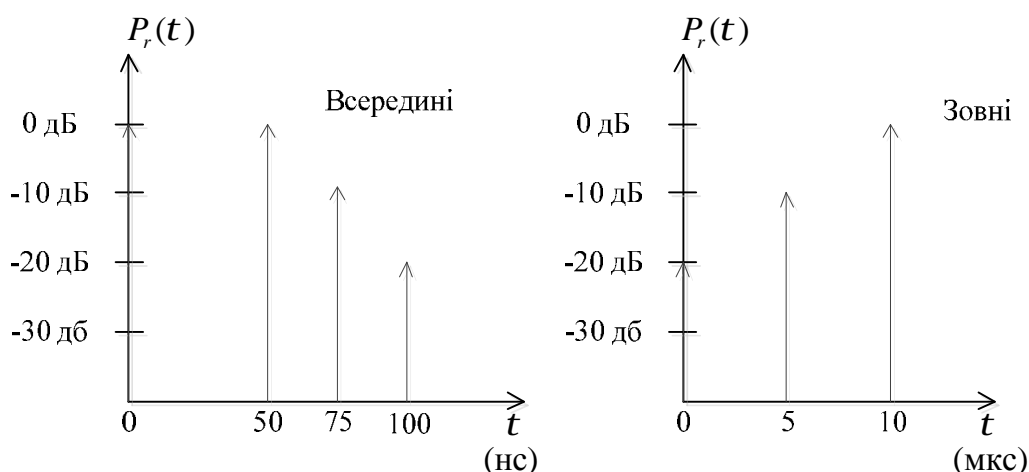 P_r(t)
Всередині
0 дБ
-10 дБ
-20 дБ
-30 дб
0 50 75 100 t
(нс)
P_r(t)
Зовні
0 дБ
-10 дБ
-20 дБ
-30 дб
0 5 10 t
(мкс)